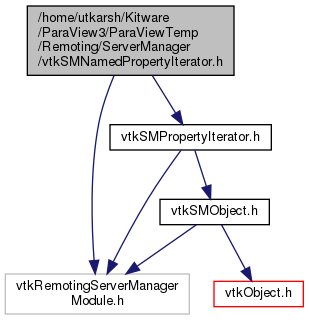 /home/utkarsh/Kitware
/ParaView3/ParaViewTemp
/Remoting/ServerManager
/vtkSMNamedPropertyIterator.h
vtkSMPropertyIterator.h
vtkSMObject.h
vtkRemotingServerManager
Module.h
vtkObject.h